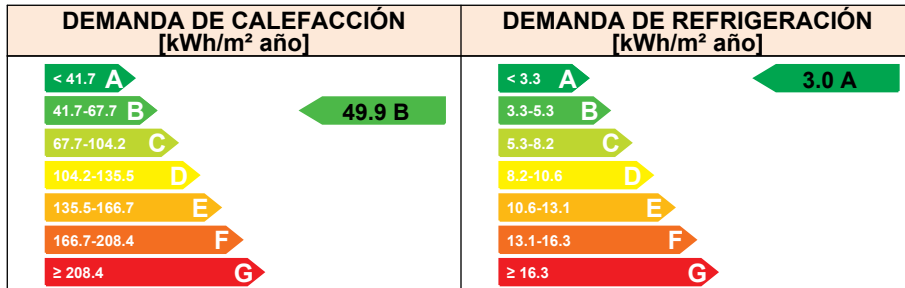 DEMANDA DE CALEFACCIÓN
[kWh/m² año]
< 41.7 A
41.7-67.7 B
49.9 B
67.7-104.2 C
104.2-135.5 D
135.5-166.7 E
166.7-208.4 F
≥ 208.4 G
DEMANDA DE REFRIGERACIÓN
[kWh/m² año]
< 3.3 A
3.0 A
3.3-5.3 B
5.3-8.2 C
8.2-10.6 D
10.6-13.1 E
13.1-16.3 F
≥ 16.3 G